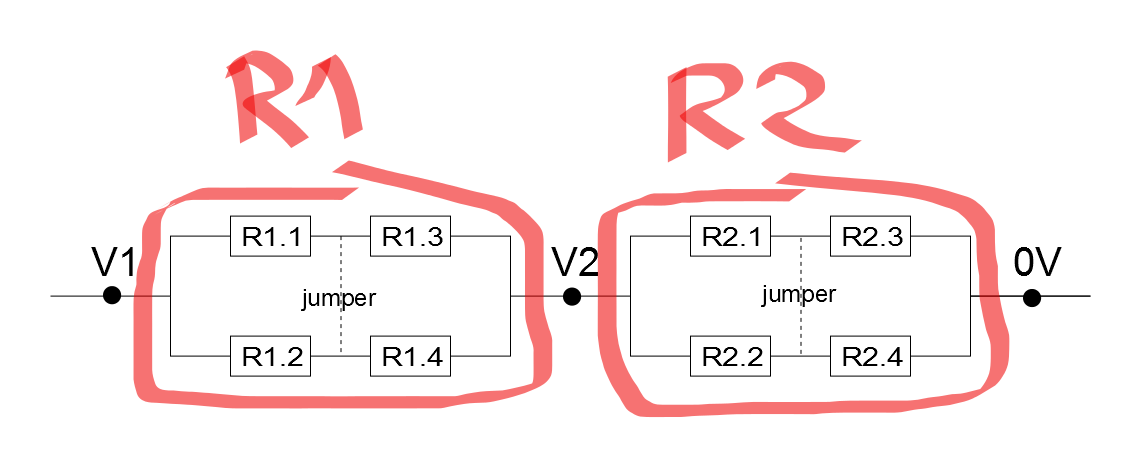 R1 R2
R1.1 R1.3 R2.1 R2.3
V1 V2 0V
jumper jumper
R1.2 R1.4 R2.2 R2.4